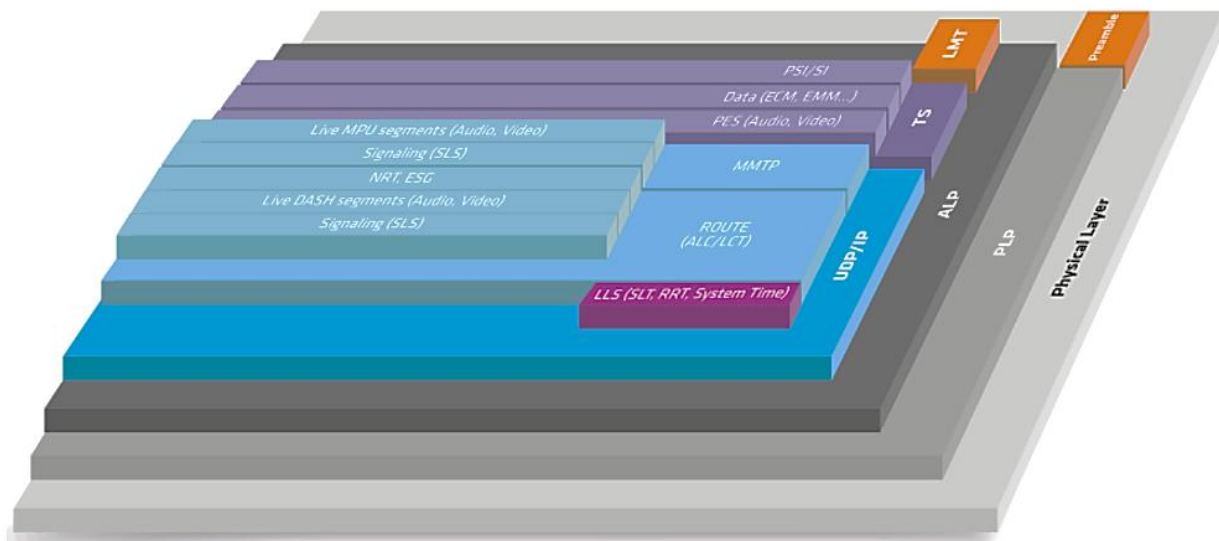 LMT
Preamble
PSI/SI
Data (ECM, EMM...)
TS
PES (Audio, Video)
Live MPU segments (Audio, Video)
Signaling (SLS)
MMTP
NRT, ESG
Live DASH segments (Audio, Video)
Signaling (SLS)
ROUTE
(ALC/LCT)
UDP/IP
ALP
PLP
Physical Layer
LLS (SLT, RRT, System Time)